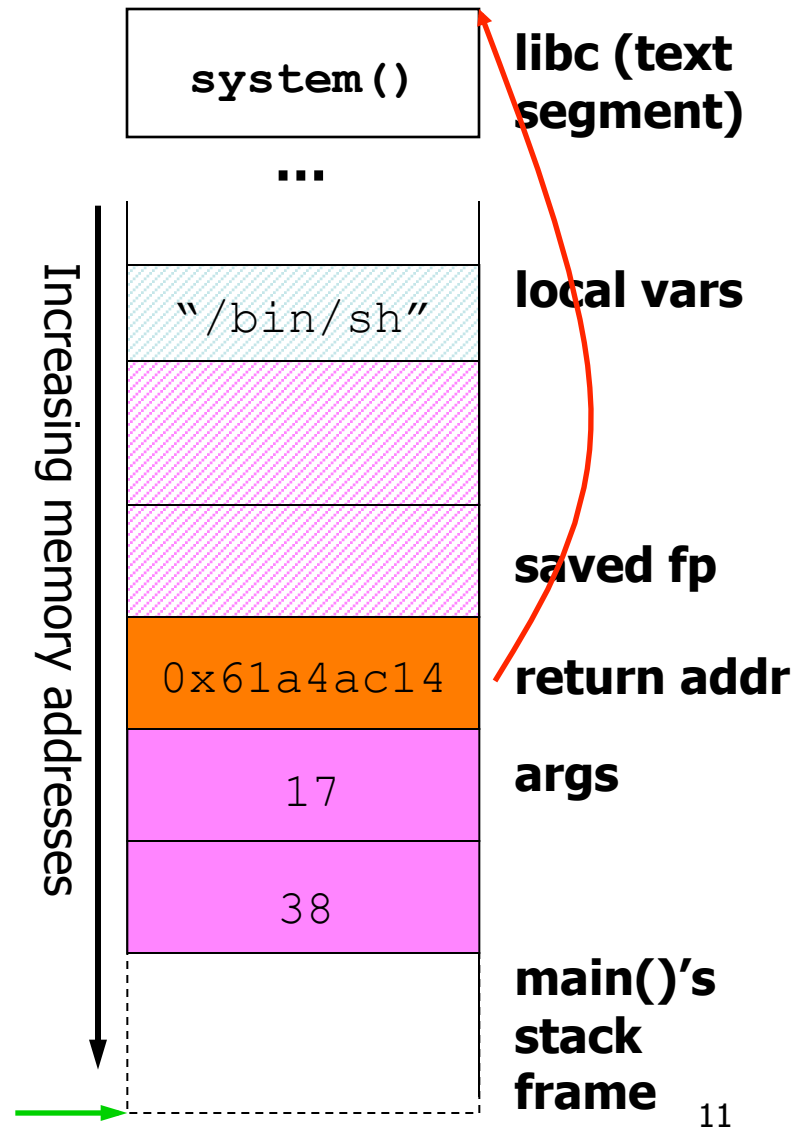 system()
libc (text
segment)
...
Increasing memory addresses
“/bin/sh”
local vars
saved fp
0x61a4ac14
return addr
17
args
38
main()’s
stack
frame
11